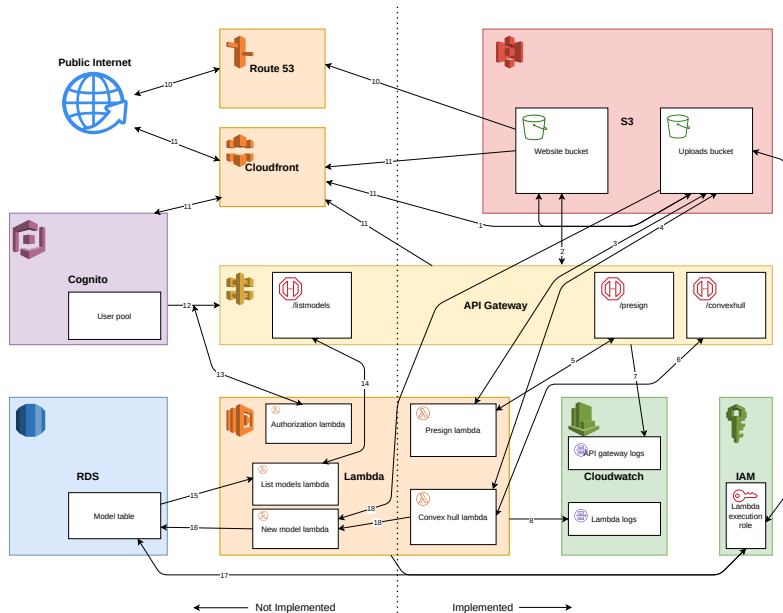 Public Internet
Route 53
10
10
11
Cloudfront
11
11
11
11
S3
Website bucket
Uploads bucket
1
2
3
4
Cognito
User pool
12
API Gateway
/listmodels
/presign
/convexhull
13
14
5
6
7
Lambda
Authorization lambda
List models lambda
New model lambda
Presign lambda
Convex hull lambda
RDS
Model table
15
16
18
18
8
Cloudwatch
API gateway logs
Lambda logs
IAM
Lambda
execution
role
17
Not Implemented
Implemented